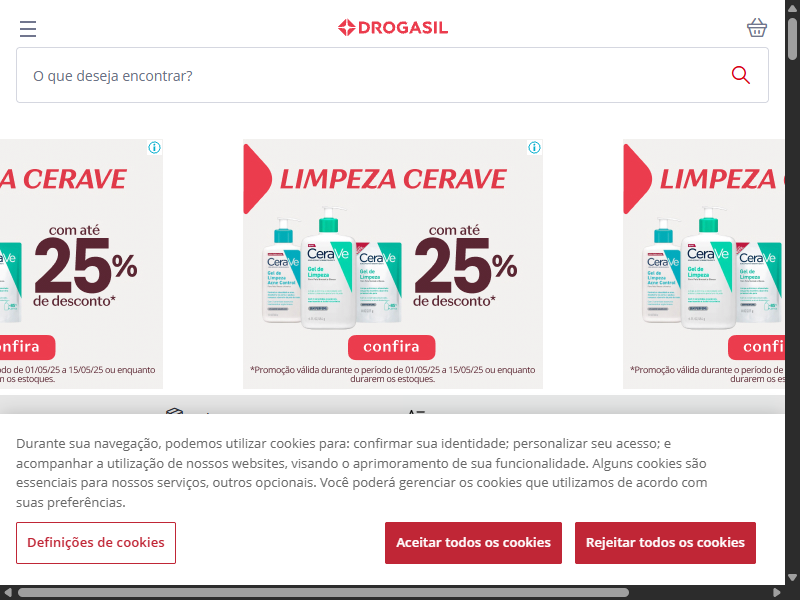 DROGASIL
O que deseja encontrar?
A CERAVE
com até
25%
de desconto*
nfira
do de 01/05/25 a 15/05/25 ou enquanto
m os estoques.
LIMPEZA CERAVE
CeraVe
Gel de
Limpeza
Acne Control
CeraVe
Gel de
Limpeza
CeraVe
Gel de
Limpeza
com até
25%
de desconto*
confira
*Promoção válida durante o período de 01/05/25 a 15/05/25 ou enquanto
durarem os estoques.
LIMPEZA
CeraVe
Gel de
Limpeza
Acne Control
CeraVe
Gel de
Limpeza
CeraVe
Gel de
Limpeza
confi
*Promoção válida durante o período de
durarem os es
Durante sua navegação, podemos utilizar cookies para: confirmar sua identidade; personalizar seu acesso; e
acompanhar a utilização de nossos websites, visando o aprimoramento de sua funcionalidade. Alguns cookies são
essenciais para nossos serviços, outros opcionais. Você poderá gerenciar os cookies que utilizamos de acordo com
suas preferências.
Definições de cookies
Aceitar todos os cookies
Rejeitar todos os cookies